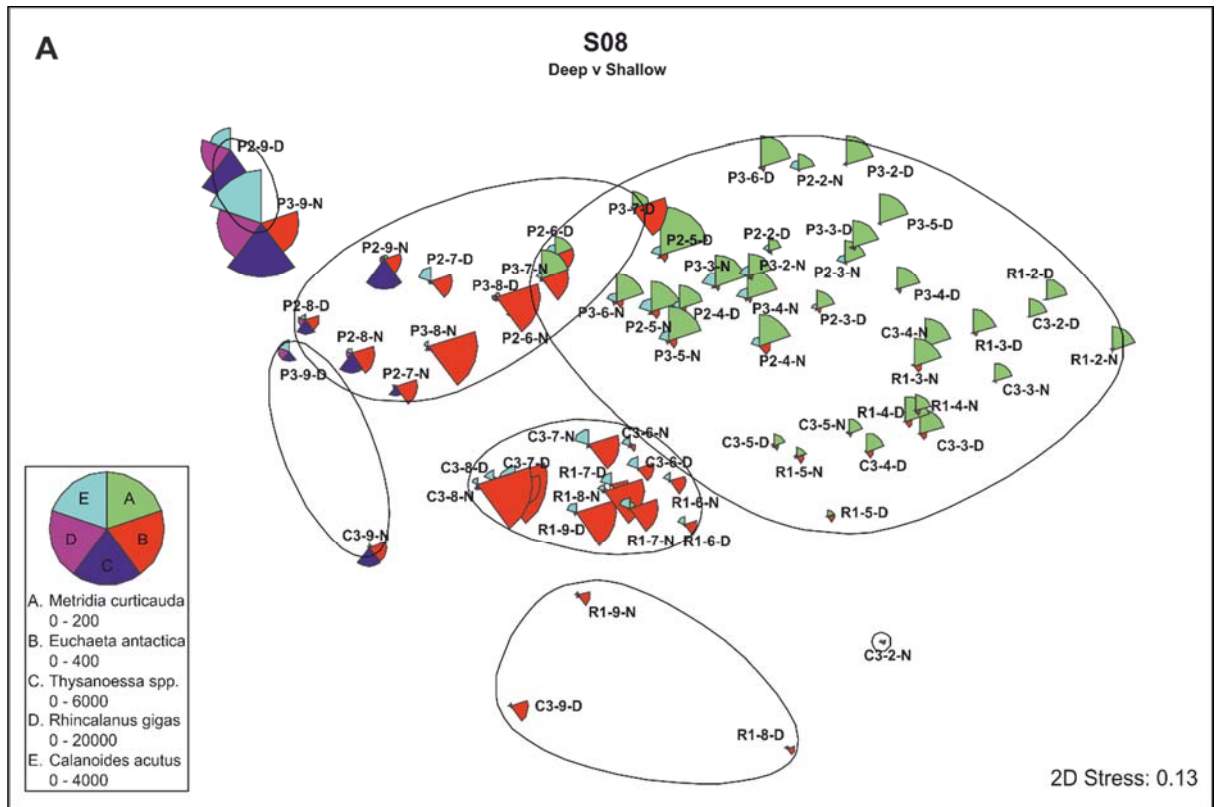 A
S08
Deep v Shallow
P2-9-D
P3-9-N
P3-6-D
P2-2-N
P3-2-D
P3-7-D
P3-5-D
P2-6-D
P2-5-D
P2-2-D
P3-3-D
P2-9-N
P2-7-D
P3-7-N
P3-3-N
P3-2-N
P2-3-N
R1-2-D
P3-8-D
P3-4-D
P2-8-D
P3-6-N
P2-4-D
P3-4-N
P2-3-D
C3-2-D
P2-8-N
P3-8-N
P2-6-N
P2-5-N
C3-4-N
R1-3-D
P3-5-N
P2-4-N
R1-2-N
P3-9-D
R1-3-N
C3-3-N
P2-7-N
R1-4-D
R1-4-N
C3-7-N
C3-6-N
C3-5-D
C3-5-N
C3-3-D
C3-8-D
C3-7-D
R1-7-D
C3-6-D
R1-5-N
C3-4-D
C3-8-N
R1-8-N
R1-6-N
R1-9-D
R1-7-N
R1-6-D
R1-5-D
C3-9-N
R1-9-N
C3-2-N
C3-9-D
R1-8-D
E
A
D
B
C
A. Metridia curticauda
0 - 200
B. Euchaeta antactica
0 - 400
C. Thysanoessa spp.
0 - 6000
D. Rhincalanus gigas
0 - 20000
E. Calanoides acutus
0 - 4000
2D Stress: 0.13